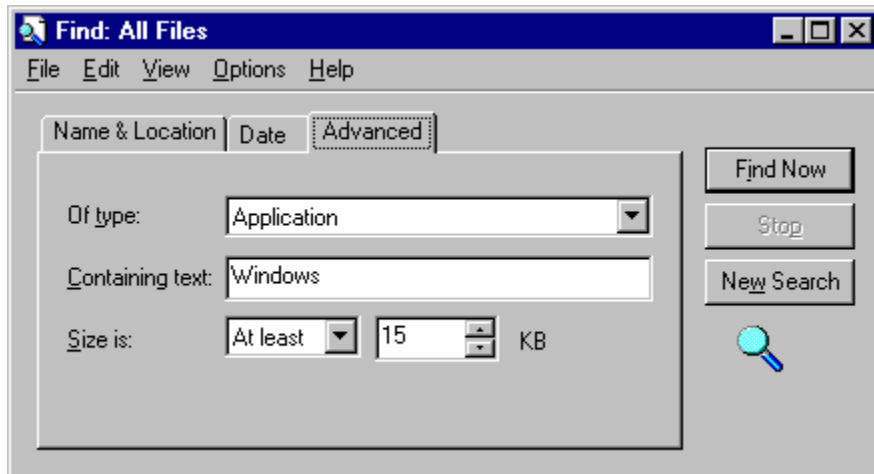 Find: All Files
File Edit View Options Help
Name & Location Date Advanced
Find Now
Of type: Application
Stop
Containing text: Windows
New Search
Size is: At least 15 KB